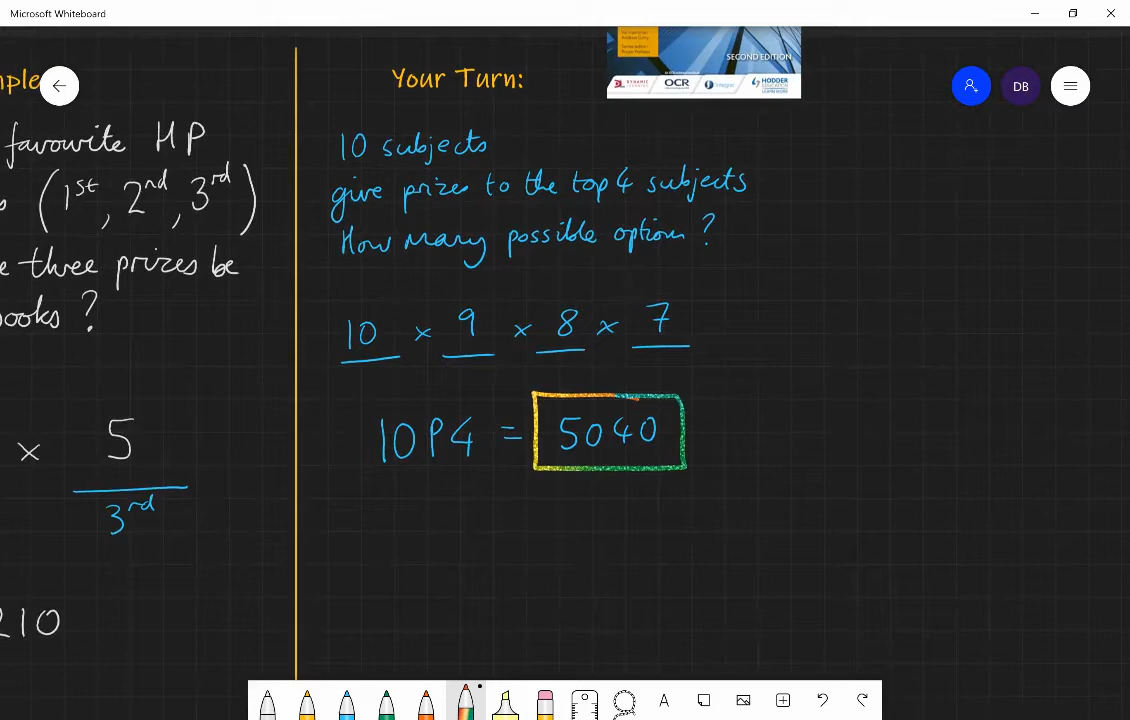 Microsoft Whiteboard
SECOND EDITION
OCR
HODDER
EDUCATION
DB
mple
favourite HP
(1st, 2nd, 3rd)
e three prizes be
ooks ?
× 5
3rd
210
Your Turn:
10 subjects
give prizes to the top 4 subjects
How many possible option ?
10 × 9 × 8 × 7
10P4 = 5040
A